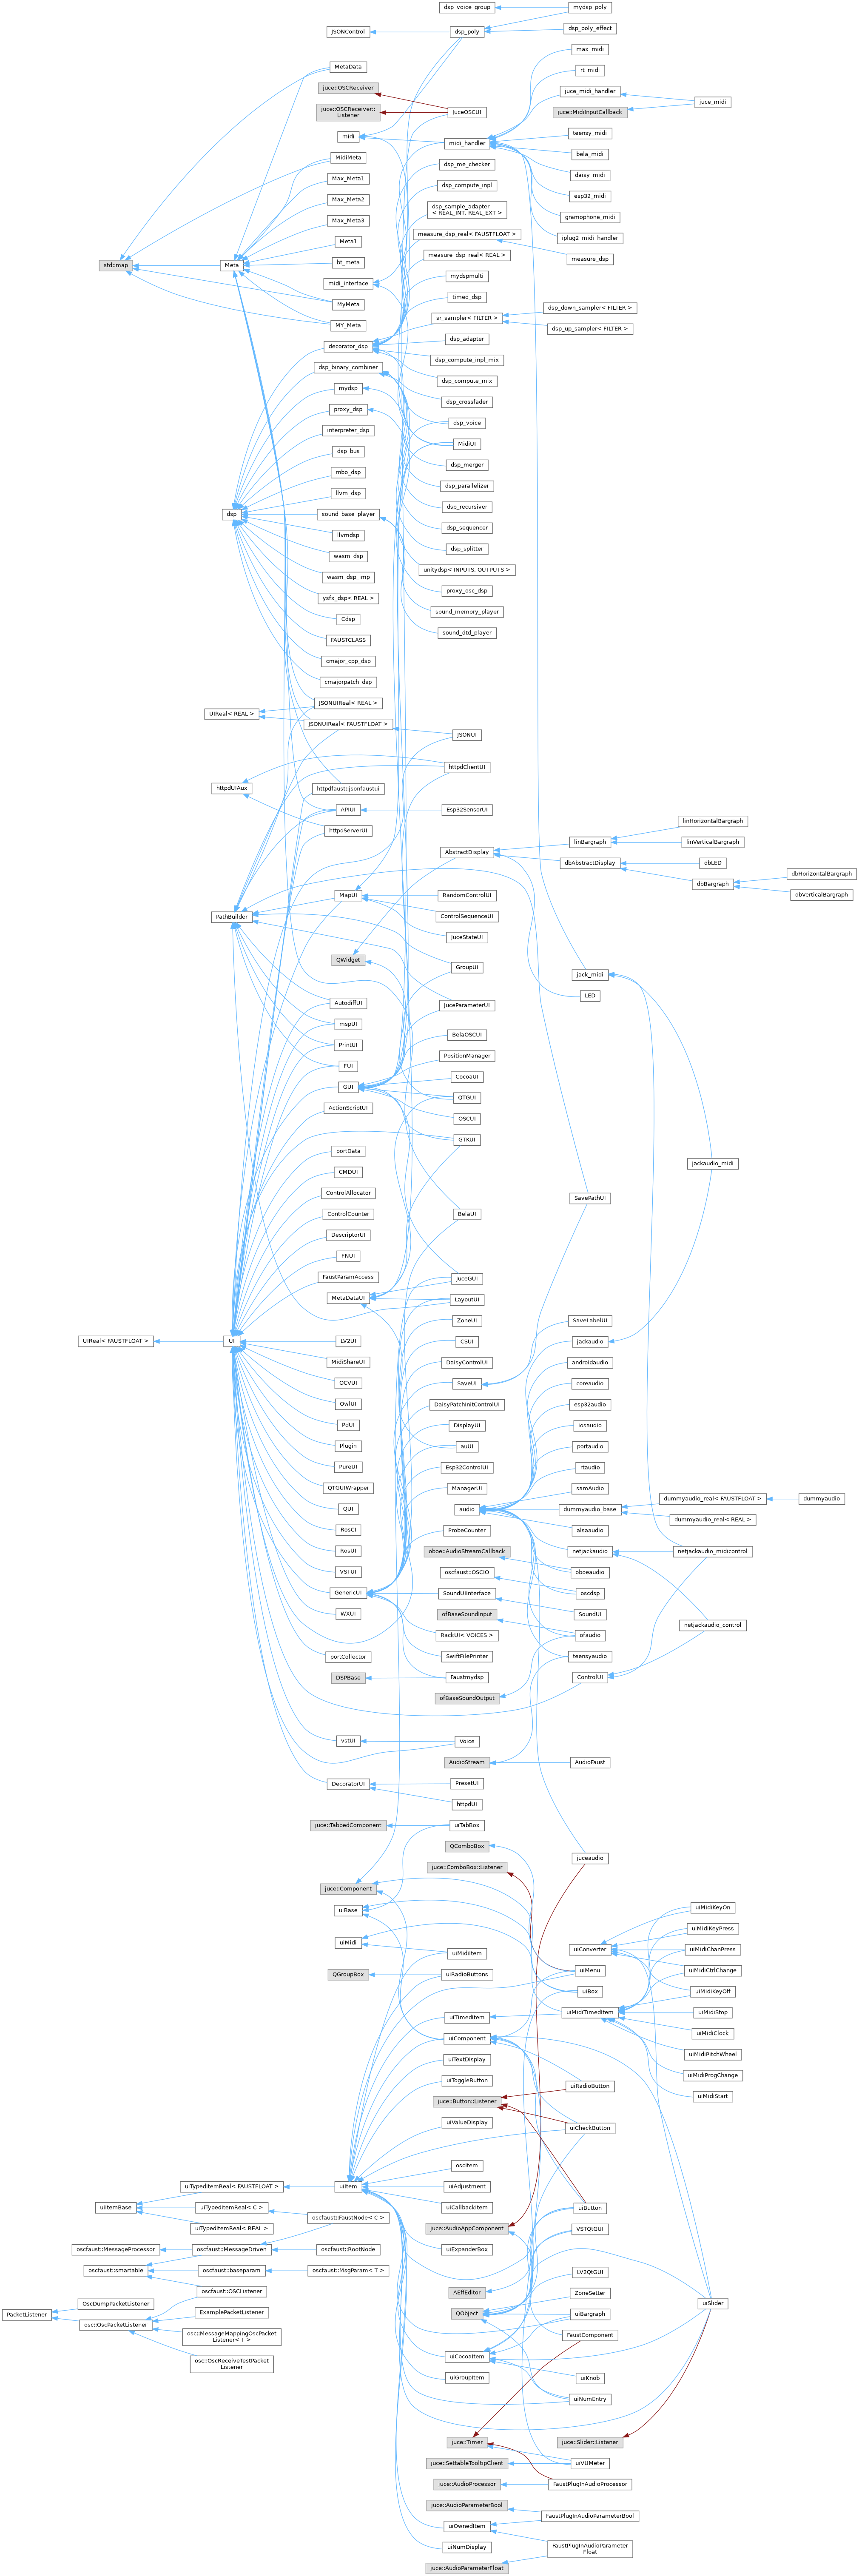 dsp_voice_group
mydsp_poly
JSONControl
dsp_poly
dsp_poly_effect
max_midi
MetaData
rt_midi
juce::OSCReceiver
juce_midi_handler
juce_midi
juce::OSCReceiver::
Listener
JuceOSCUI
juce::MidiInputCallback
midi
midi_handler
teensy_midi
MidiMeta
dsp_me_checker
bela_midi
Max_Meta1
dsp_compute_inpl
daisy_midi
Max_Meta2
dsp_sample_adapter
< REAL_INT, REAL_EXT >
esp32_midi
Max_Meta3
gramophone_midi
Meta1
measure_dsp_real< FAUSTFLOAT >
iplug2_midi_handler
std::map
Meta
bt_meta
measure_dsp_real< REAL >
measure_dsp
midi_interface
mydspmulti
MyMeta
timed_dsp
dsp_down_sampler< FILTER >
MY_Meta
sr_sampler< FILTER >
dsp_up_sampler< FILTER >
decorator_dsp
dsp_adapter
dsp_binary_combiner
dsp_compute_inpl_mix
mydsp
dsp_compute_mix
proxy_dsp
dsp_crossfader
interpreter_dsp
dsp_voice
dsp_bus
MidiUI
mbo_dsp
dsp_merger
llvm_dsp
dsp_parallelizer
dsp
sound_base_player
dsp_recursiver
llvmdsp
dsp_sequencer
wasm_dsp
dsp_splitter
wasm_dsp_imp
unitydsp< INPUTS, OUTPUTS >
ysfx_dsp< REAL >
proxy_osc_dsp
Cdsp
sound_memory_player
FAUSTCLASS
sound_dtd_player
cmajor_cpp_dsp
cmajorpatch_dsp
JSONUIReal< REAL >
UIReal< REAL >
JSONUIReal< FAUSTFLOAT >
JSONUI
httpdClientUI
httpdUIAux
httpdfaust::jsonfaustui
APIUI
Esp32SensorUI
linHorizontalBargraph
httpdServerUI
linBargraph
linVerticalBargraph
AbstractDisplay
dbAbstractDisplay
dbLED
dbHorizontalBargraph
dbBargraph
dbVerticalBargraph
MapUI
RandomControlUI
PathBuilder
ControlSequenceUI
JuceStateUI
QWidget
GroupUI
jack_midi
LED
AutodiffUI
JuceParameterUI
mspUI
BelaOSCUI
PrintUI
PositionManager
FUI
CocoaUI
GUI
QTGUI
ActionScriptUI
OSCUI
GTKUI
portData
jackaudio_midi
CMDUI
ControlAllocator
SavePathUI
ControlCounter
BelaUI
DescriptorUI
FNUI
FaustParamAccess
JuceGUI
MetaDataUI
LayoutUI
ZoneUI
SaveLabelUI
UIReal< FAUSTFLOAT >
UI
LV2UI
CSUI
jackaudio
MidiShareUI
DaisyControlUI
androidaudio
OCVUI
SaveUI
coreaudio
OwlUI
DaisyPatchInitControlUI
esp32audio
PdUI
DisplayUI
iosaudio
Plugin
auUI
portaudio
PureUI
Esp32ControlUI
rtaudio
QTGUIWrapper
ManagerUI
samAudio
dummyaudio_real< FAUSTFLOAT >
dummyaudio
QUI
audio
dummyaudio_base
dummyaudio_real< REAL >
RosCI
ProbeCounter
alsaaudio
RosUI
oboe::AudioStreamCallback
netjackaudio
netjackaudio_midicontrol
VSTUI
oscfaust::OSCIO
oboeaudio
GenericUI
SoundUIInterface
oscdsp
WXUI
ofBaseSoundInput
SoundUI
netjackaudio_control
RackUI< VOICES >
ofaudio
portCollector
SwiftFilePrinter
teensyaudio
DSPBase
Faustmydsp
ControlUI
ofBaseSoundOutput
vstUI
Voice
AudioStream
AudioFaust
DecoratorUI
PresetUI
httpdUI
juce::TabbedComponent
uiTabBox
QComboBox
juceaudio
juce::ComboBox::Listener
juce::Component
uiBase
uiMidiKeyOn
uiMidiKeyPress
uiMidi
uiMidiItem
uiConverter
uiMidiChanPress
QGroupBox
uiRadioButtons
uiMenu
uiMidiCtrlChange
uiBox
uiMidiKeyOff
uiTimedItem
uiMidiTimedItem
uiMidiStop
uiComponent
uiMidiClock
uiTextDisplay
uiMidiPitchWheel
uiToggleButton
uiRadioButton
uiMidiProgChange
juce::Button::Listener
uiMidiStart
uiValueDisplay
uiCheckButton
oscItem
uiTypedItemReal< FAUSTFLOAT >
uiItem
uiAdjustment
uiItemBase
uiTypedItemReal< C >
uiCallbackItem
uiButton
oscfaust::FaustNode< C >
uiTypedItemReal< REAL >
juce::AudioAppComponent
VSTQtGUI
oscfaust::MessageProcessor
oscfaust::MessageDriven
oscfaust::RootNode
uiExpanderBox
oscfaust::smartable
oscfaust::baseparam
oscfaust::MsgParam< T >
LV2QtGUI
oscfaust::OSCListener
AEffEditor
ZoneSetter
OscDumpPacketListener
uiSlider
PacketListener
ExamplePacketListener
QObject
uiBargraph
osc::OscPacketListener
osc::MessageMappingOscPacket
Listener< T >
FaustComponent
osc::OscReceiveTestPacket
Listener
uiCocoaItem
uiGroupItem
uiKnob
uiNumEntry
juce::Timer
juce::Slider::Listener
juce::SettableTooltipClient
uiVUMeter
juce::AudioProcessor
FaustPlugInAudioProcessor
juce::AudioParameterBool
FaustPlugInAudioParameterBool
uiOwnedItem
uiNumDisplay
FaustPlugInAudioParameter
Float
juce::AudioParameterFloat